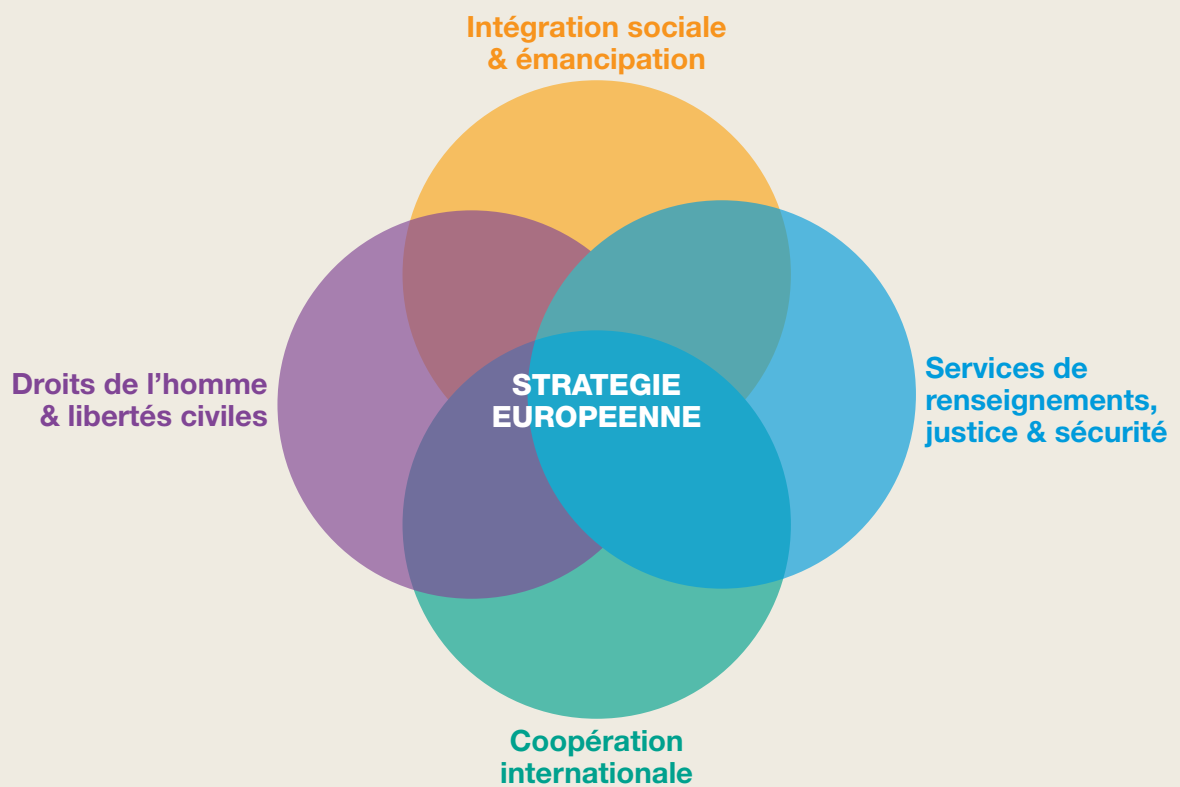 Intégration sociale
& émancipation
Droits de l’homme
& libertés civiles
STRATEGIE
EUROPEENNE
Services de
renseignements,
justice & sécurité
Coopération
internationale